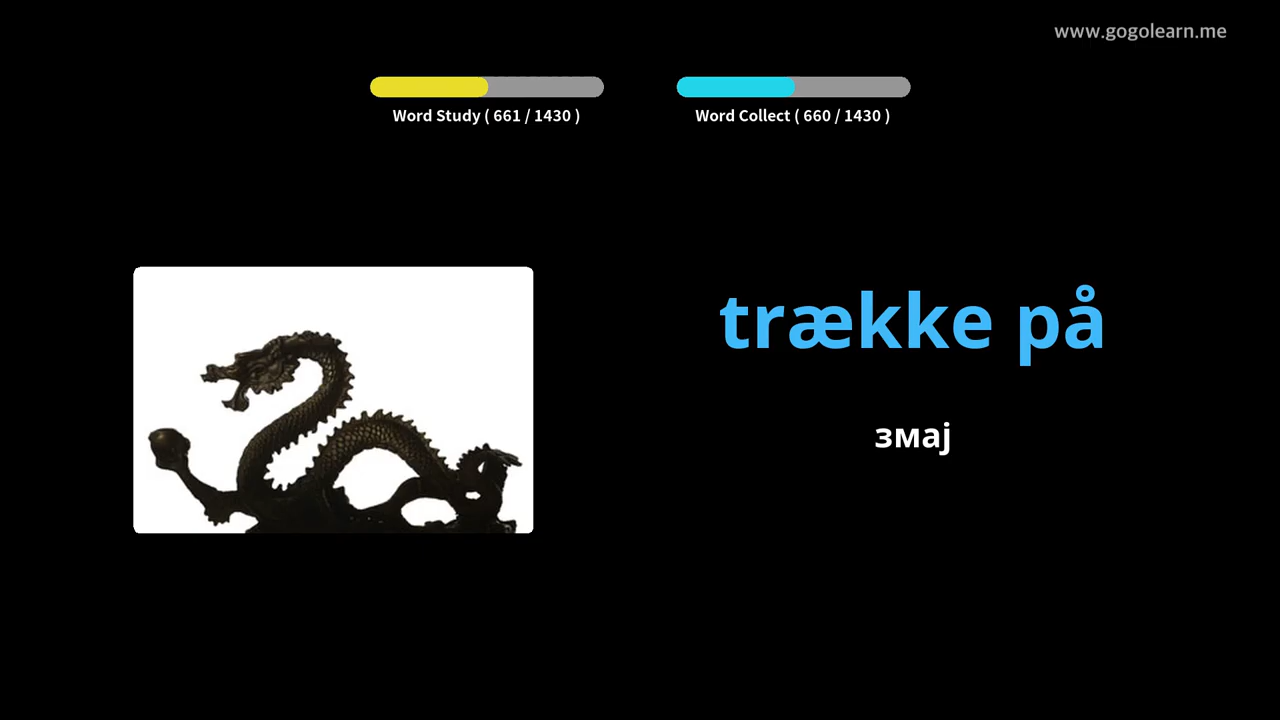 www.gogolearn.me
Word Study ( 661 / 1430 )
Word Collect ( 660 / 1430 )
trække på
змај